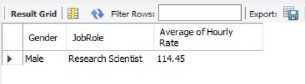 Result Grid Filter Rows: Export:
Gender JobRole Average of Hourly
Rate
Male Research Scientist 114.45